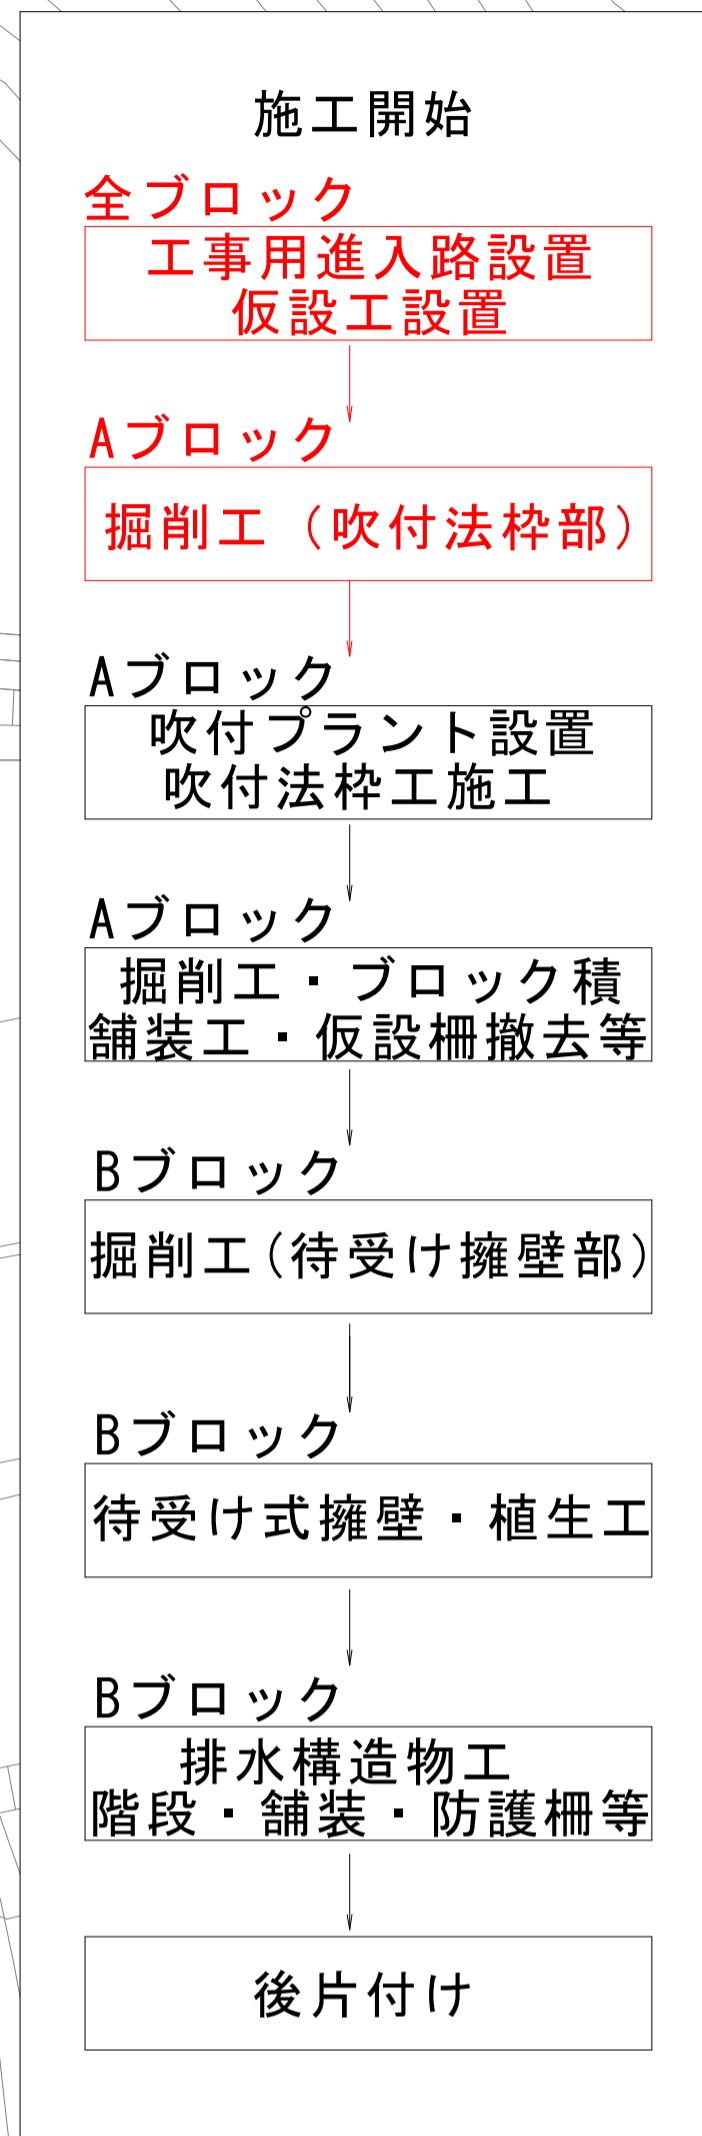 施工開始
全ブロック
工事用進入路設置
仮設工設置
Aブロック
掘削工（吹付法枠部）
Aブロック
吹付プラント設置
吹付法枠工施工
Aブロック
掘削工・ブロック積
舗装工・仮設柵撤去等
Bブロック
掘削工(待受け擁壁部)
Bブロック
待受け式擁壁・植生工
Bブロック
排水構造物工
階段・舗装・防護柵等
後片付け